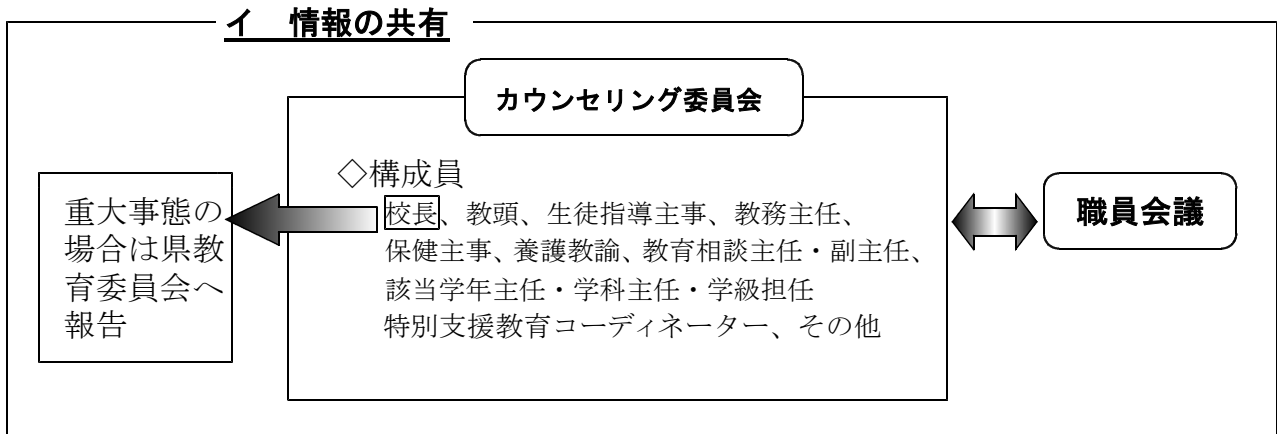 イ　情報の共有
カウンセリング委員会
◇構成員
校長、教頭、生徒指導主事、教務主任、
保健主事、養護教諭、教育相談主任・副主任、
該当学年主任・学科主任・学級担任
特別支援教育コーディネーター、その他
重大事態の
場合は県教
育委員会へ
報告
職員会議